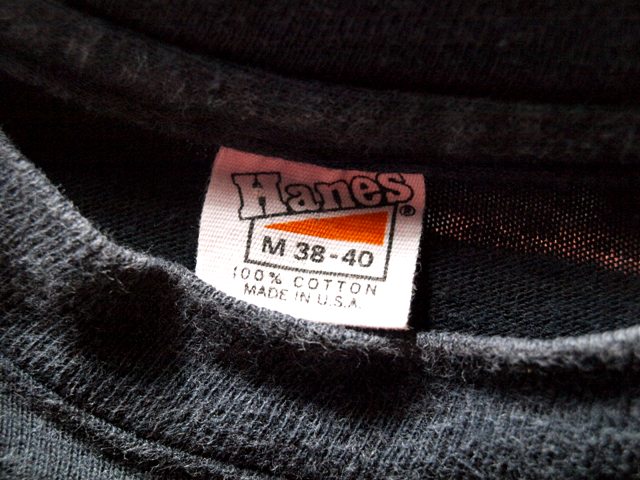 Hanes®
M 38-40
100% COTTON
MADE IN U.S.A.